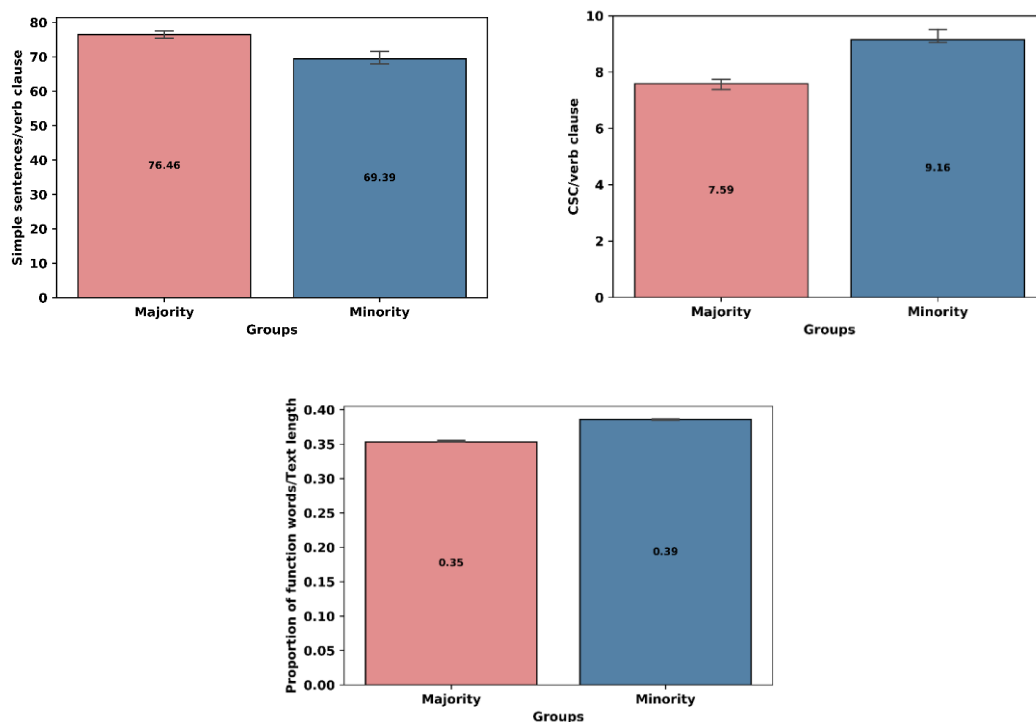 Simple sentences/verb clause
80
70
60
50
40
30
20
10
0
76.46
69.39
Majority
Minority
Groups
CSC/verb clause
10
8
6
4
2
0
7.59
9.16
Majority
Minority
Groups
Proportion of function words/Text length
0.40
0.35
0.30
0.25
0.20
0.15
0.10
0.05
0.00
0.35
0.39
Majority
Minority
Groups